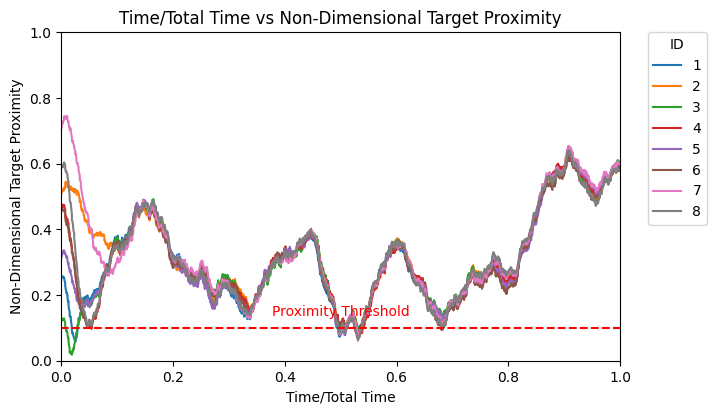 Time/Total Time vs Non-Dimensional Target Proximity
Non-Dimensional Target Proximity
1.0
0.8
0.6
0.4
0.2
0.0
Proximity Threshold
0.0 0.2 0.4 0.6 0.8 1.0
Time/Total Time
ID
1
2
3
4
5
6
7
8